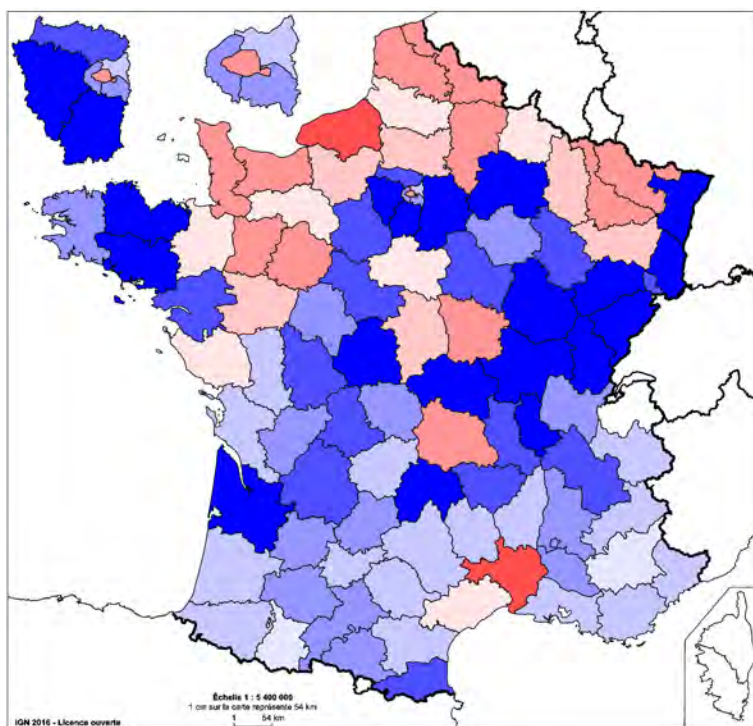 Échelle 1 : 5 400 000
1 cm sur la carte représente 54 km
1 54 km
IGN 2016 - Licence ouverte